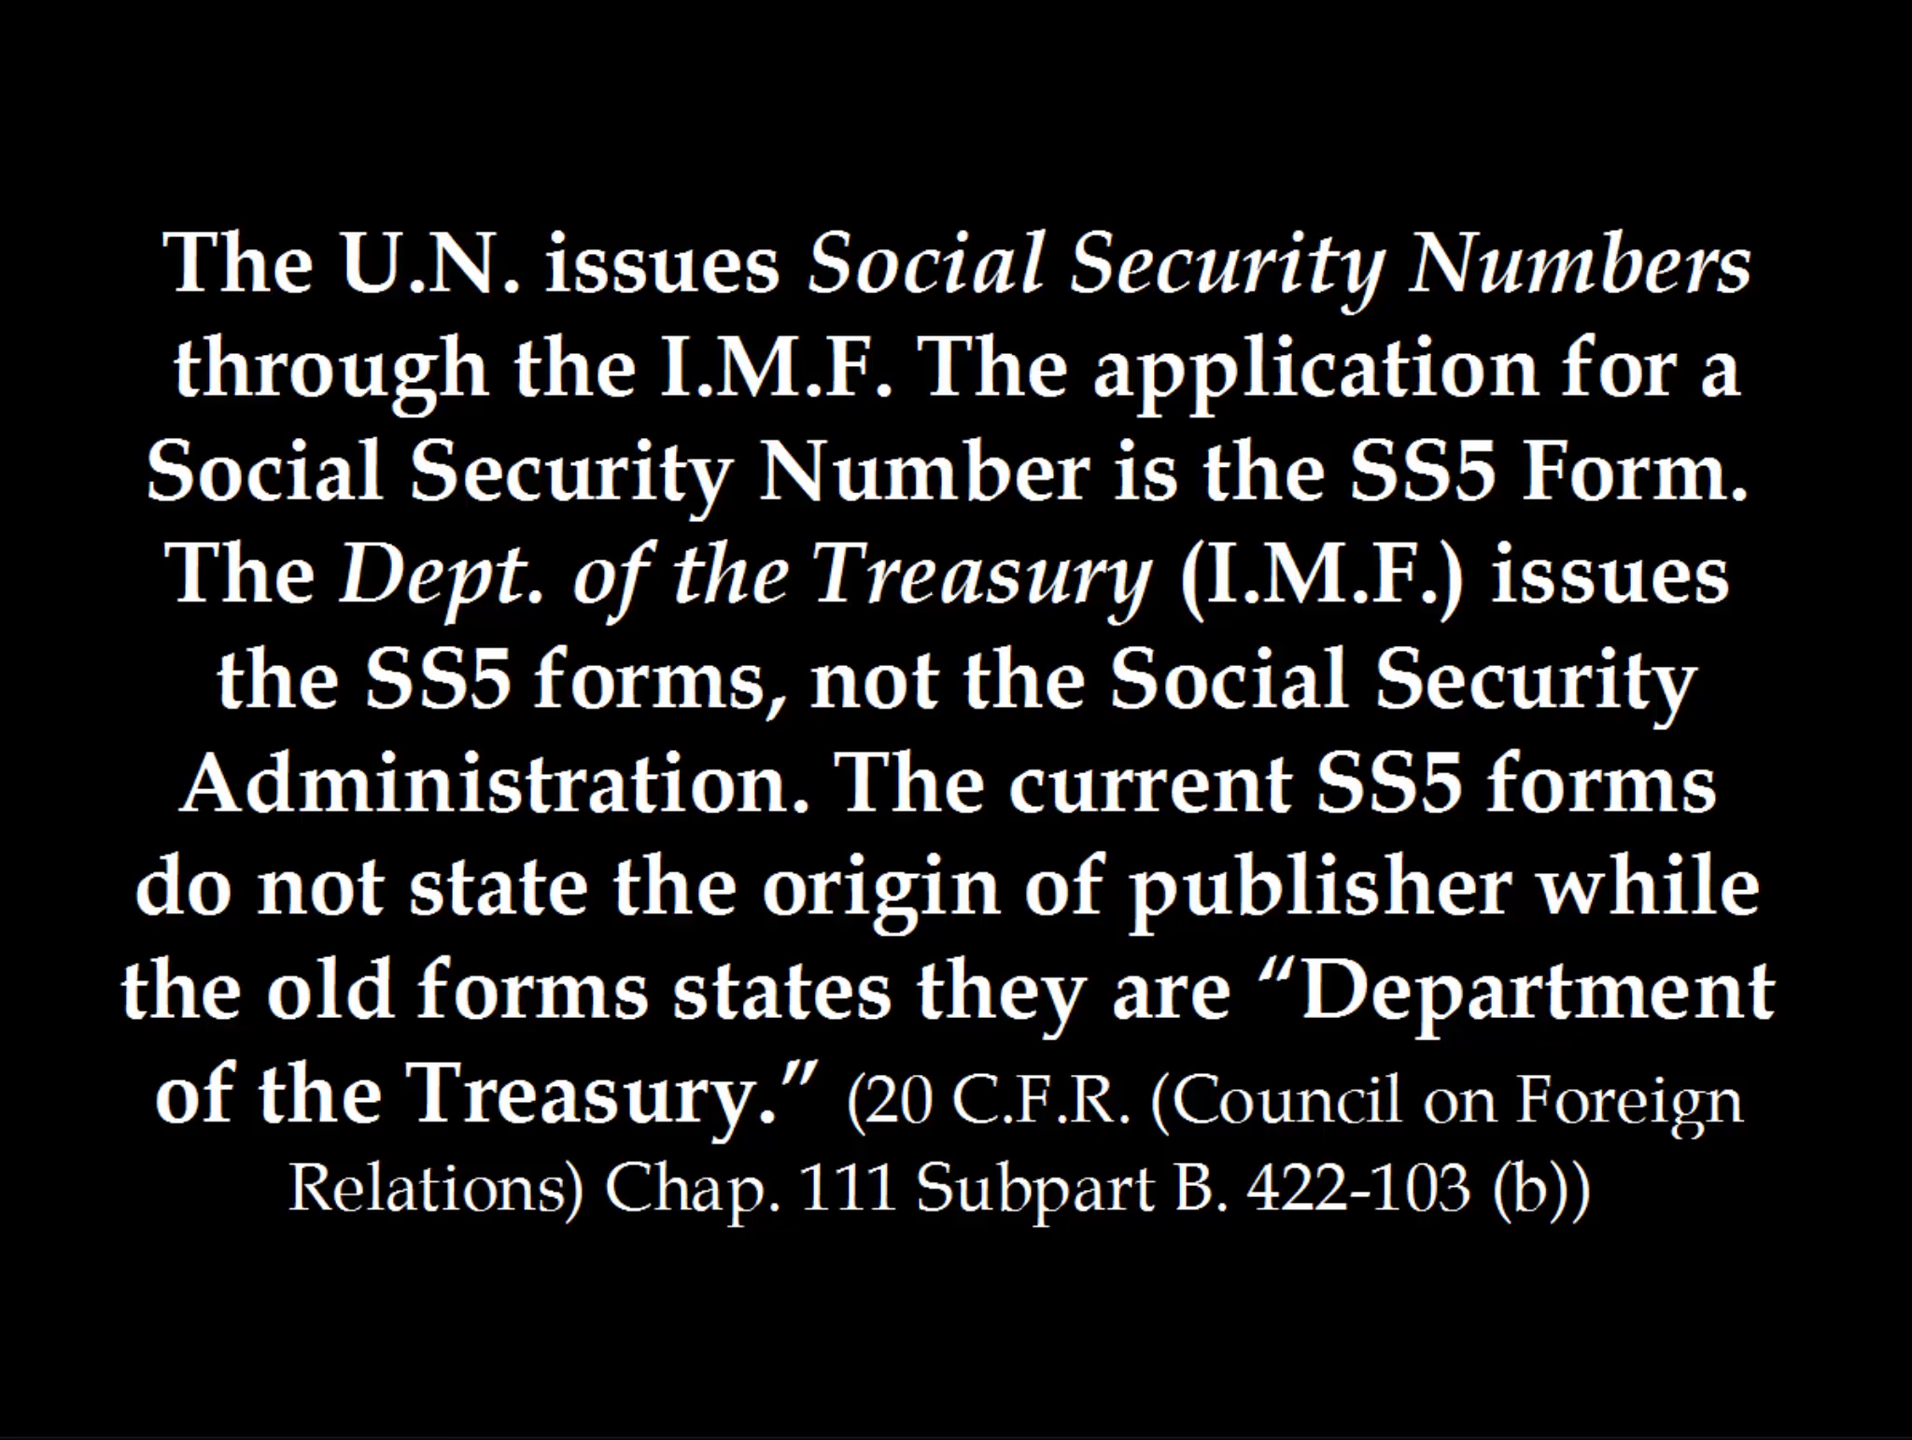 The U.N. issues Social Security Numbers
through the I.M.F. The application for a
Social Security Number is the SS5 Form.
The Dept. of the Treasury (I.M.F.) issues
the SS5 forms, not the Social Security
Administration. The current SS5 forms
do not state the origin of publisher while
the old forms states they are “Department
of the Treasury.” (20 C.F.R. (Council on Foreign
Relations) Chap. 111 Subpart B. 422-103 (b))